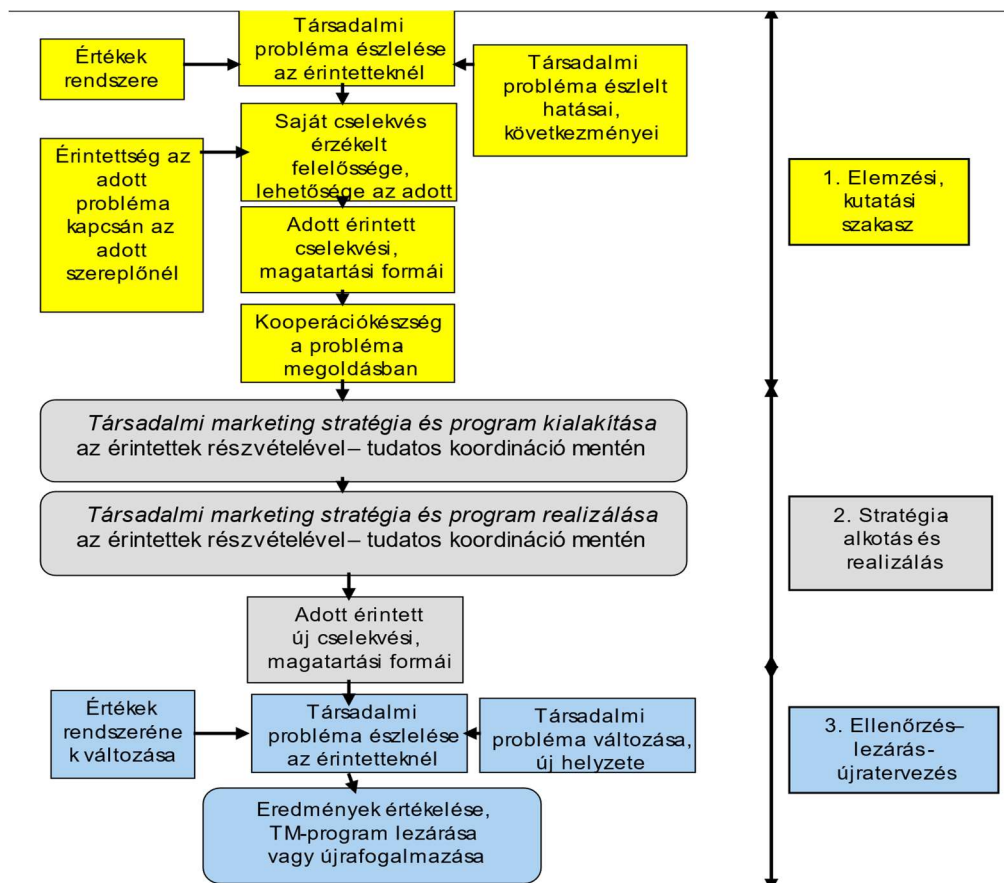 Társadalmi
probléma észlelése
az érintetteknél
Értékek
rendszere
Társadalmi
probléma észlelt
hatásai,
következményei
Saját cselekvés
érzékelt
felelőssége,
lehetősége az adott
Érintettség az
adott
probléma
kapcsán az
adott
szereplőnél
Adott érintett
cselekvési,
magatartási formái
Kooperációkészség
a probléma
megoldásban
1. Elemzési,
kutatási
szakasz
Társadalmi marketing stratégia és program kialakítása
az érintettek részvételével– tudatos koordináció mentén
Társadalmi marketing stratégia és program realizálása
az érintettek részvételével– tudatos koordináció mentén
2. Stratégia
alkotás és
realizálás
Adott érintett
új cselekvési,
magatartási formái
Értékek
rendszeréne
k változása
Társadalmi
probléma észlelése
az érintetteknél
Társadalmi
probléma változása,
új helyzete
3. Ellenőrzés–
lezárás-
újratervezés
Eredmények értékelése,
TM-program lezárása
vagy újrafogalmazása